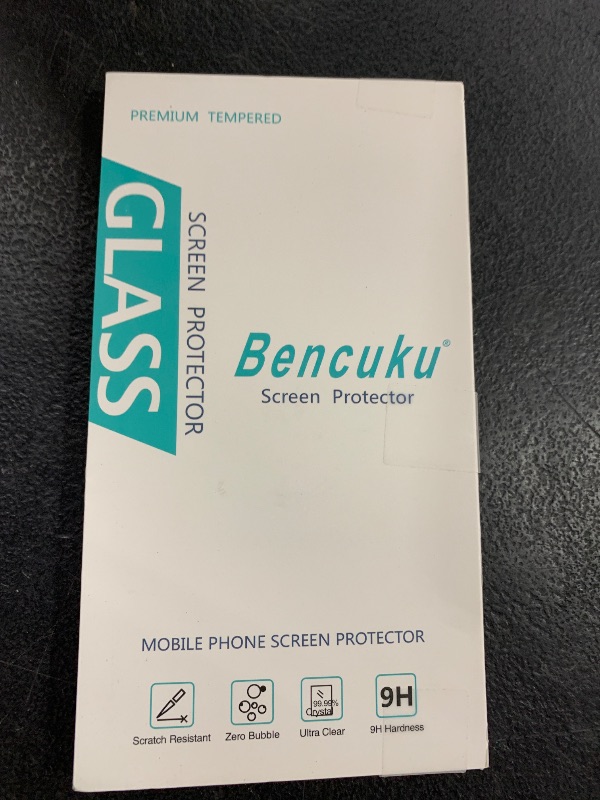 PREMIUM TEMPERED
GLASS
SCREEN PROTECTOR
Bencuku®
Screen Protector
MOBILE PHONE SCREEN PROTECTOR
99.99%
Crystal
9H
Scratch Resistant
Zero Bubble
Ultra Clear
9H Hardness